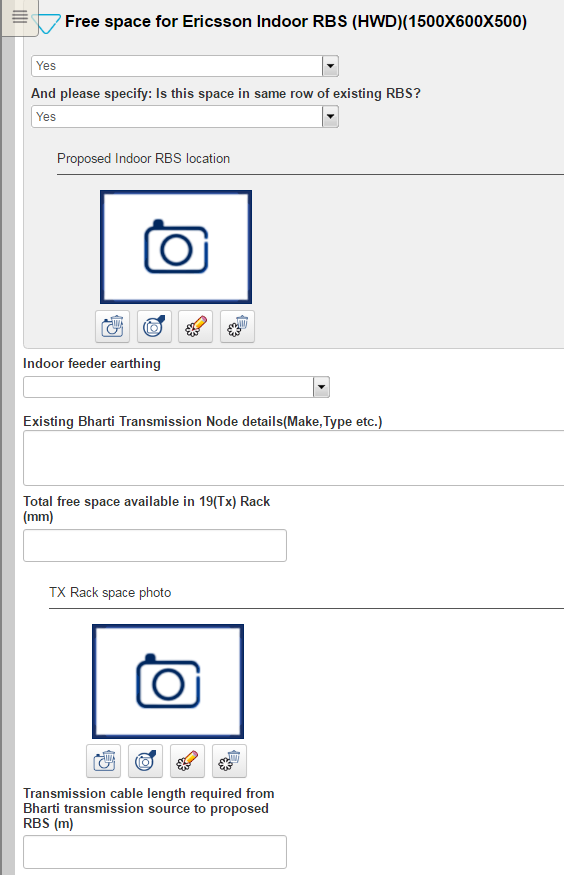 Free space for Ericsson Indoor RBS (HWD)(1500X600X500)
Yes
And please specify: Is this space in same row of existing RBS?
Yes
Proposed Indoor RBS location
Indoor feeder earthing
Existing Bharti Transmission Node details(Make,Type etc.)
Total free space available in 19(Tx) Rack
(mm)
TX Rack space photo
Transmission cable length required from
Bharti transmission source to proposed
RBS (m)